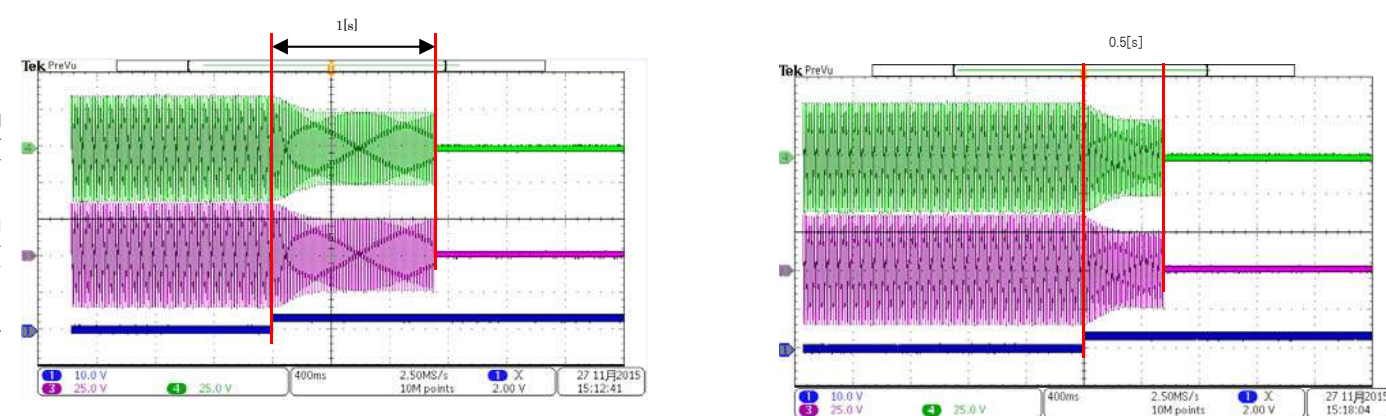 1[s]
Tek PreVu
4
3
1
1 10.0 V
3 25.0 V 4 25.0 V
400ms 2.50MS/s 1 X
10M points 2.00 V
27 11月2015
15:12:41
0.5[s]
Tek PreVu
1 10.0 V
3 25.0 V 4 25.0 V
400ms 2.50MS/s 1 X
10M points 2.00 V
27 11月2015
15:18:04